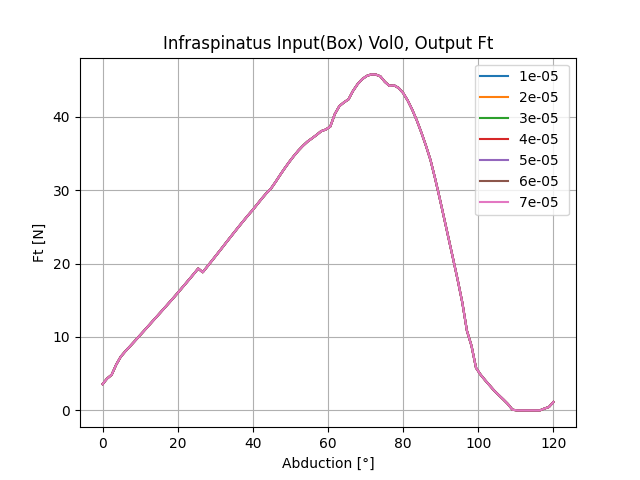 Infraspinatus Input(Box) Vol0, Output Ft
1e-05
2e-05
3e-05
4e-05
5e-05
6e-05
7e-05
40
30
20
10
0
Ft [N]
0 20 40 60 80 100 120
Abduction [°]